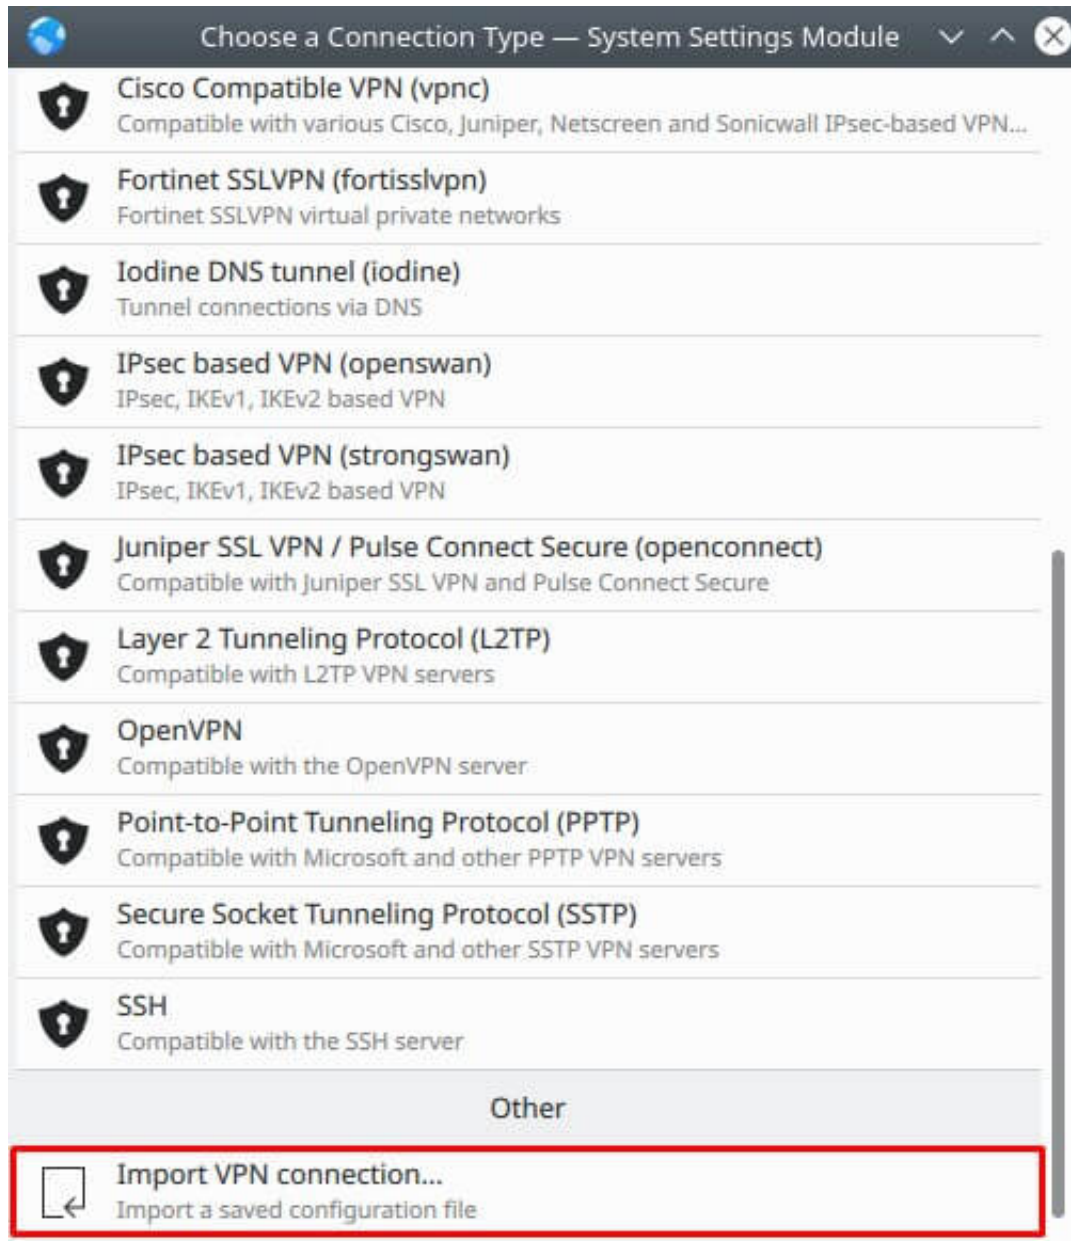 Choose a Connection Type — System Settings Module
Cisco Compatible VPN (vpnc)
Compatible with various Cisco, Juniper, Netscreen and Sonicwall IPsec-based VPN...
Fortinet SSLVPN (fortisslvpn)
Fortinet SSLVPN virtual private networks
Iodine DNS tunnel (iodine)
Tunnel connections via DNS
IPsec based VPN (openswan)
IPsec, IKEv1, IKEv2 based VPN
IPsec based VPN (strongswan)
IPsec, IKEv1, IKEv2 based VPN
Juniper SSL VPN / Pulse Connect Secure (openconnect)
Compatible with Juniper SSL VPN and Pulse Connect Secure
Layer 2 Tunneling Protocol (L2TP)
Compatible with L2TP VPN servers
OpenVPN
Compatible with the OpenVPN server
Point-to-Point Tunneling Protocol (PPTP)
Compatible with Microsoft and other PPTP VPN servers
Secure Socket Tunneling Protocol (SSTP)
Compatible with Microsoft and other SSTP VPN servers
SSH
Compatible with the SSH server
Other
Import VPN connection...
Import a saved configuration file